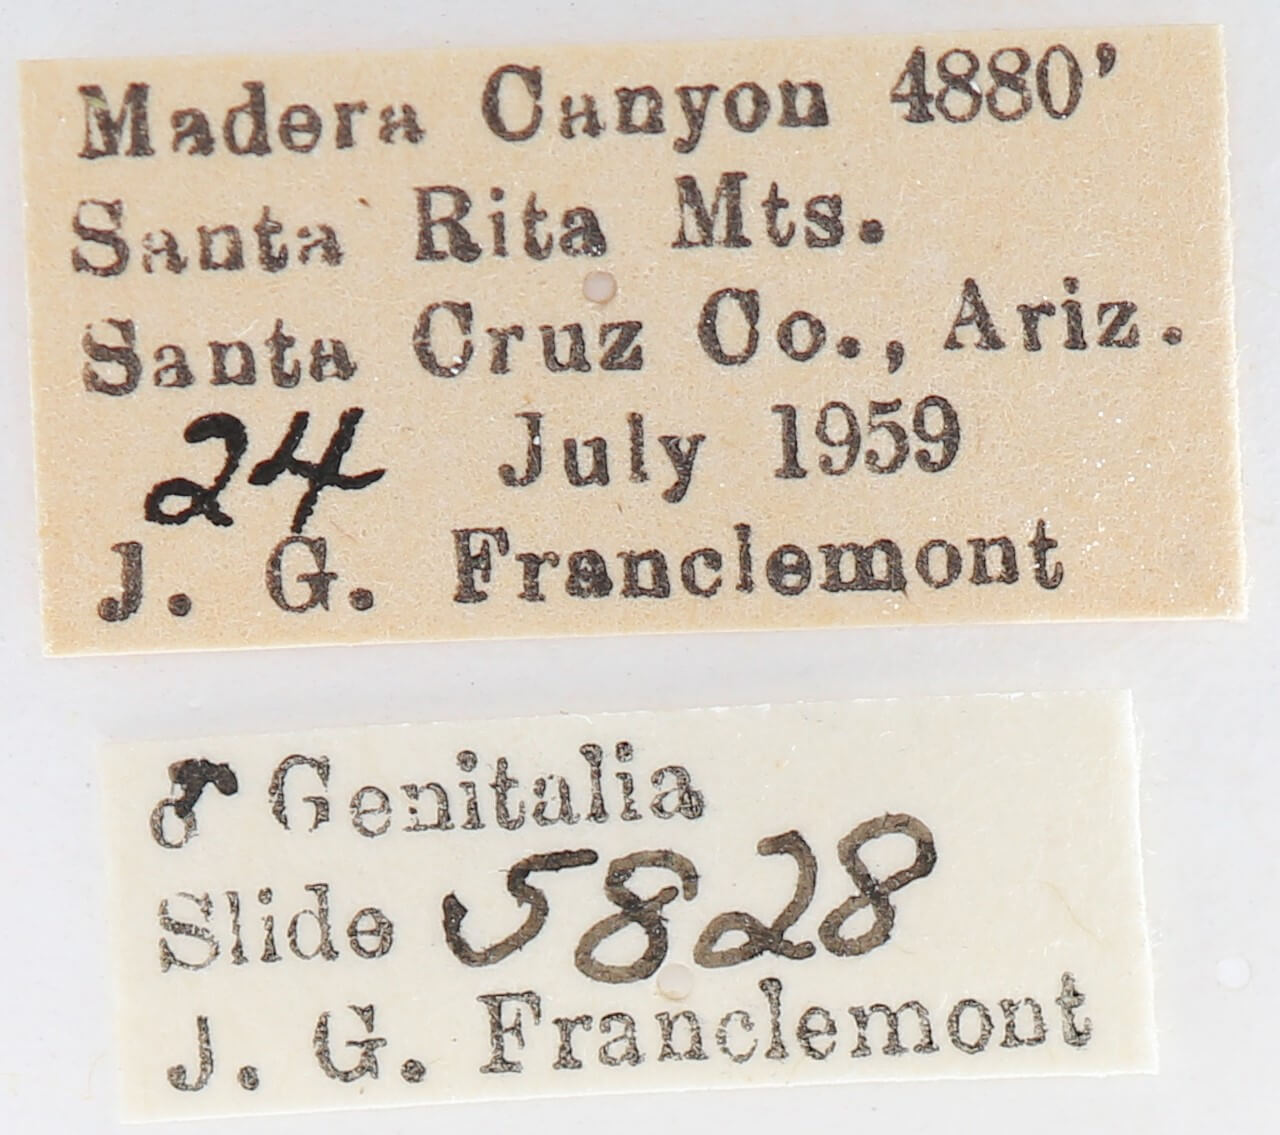 Madera Canyon 4880'
Santa Rita Mts.
Santa Cruz Co., Ariz.
24 July 1959
J. G. Franclemont
♂ Genitalia
Slide 5828
J. G. Franclemont